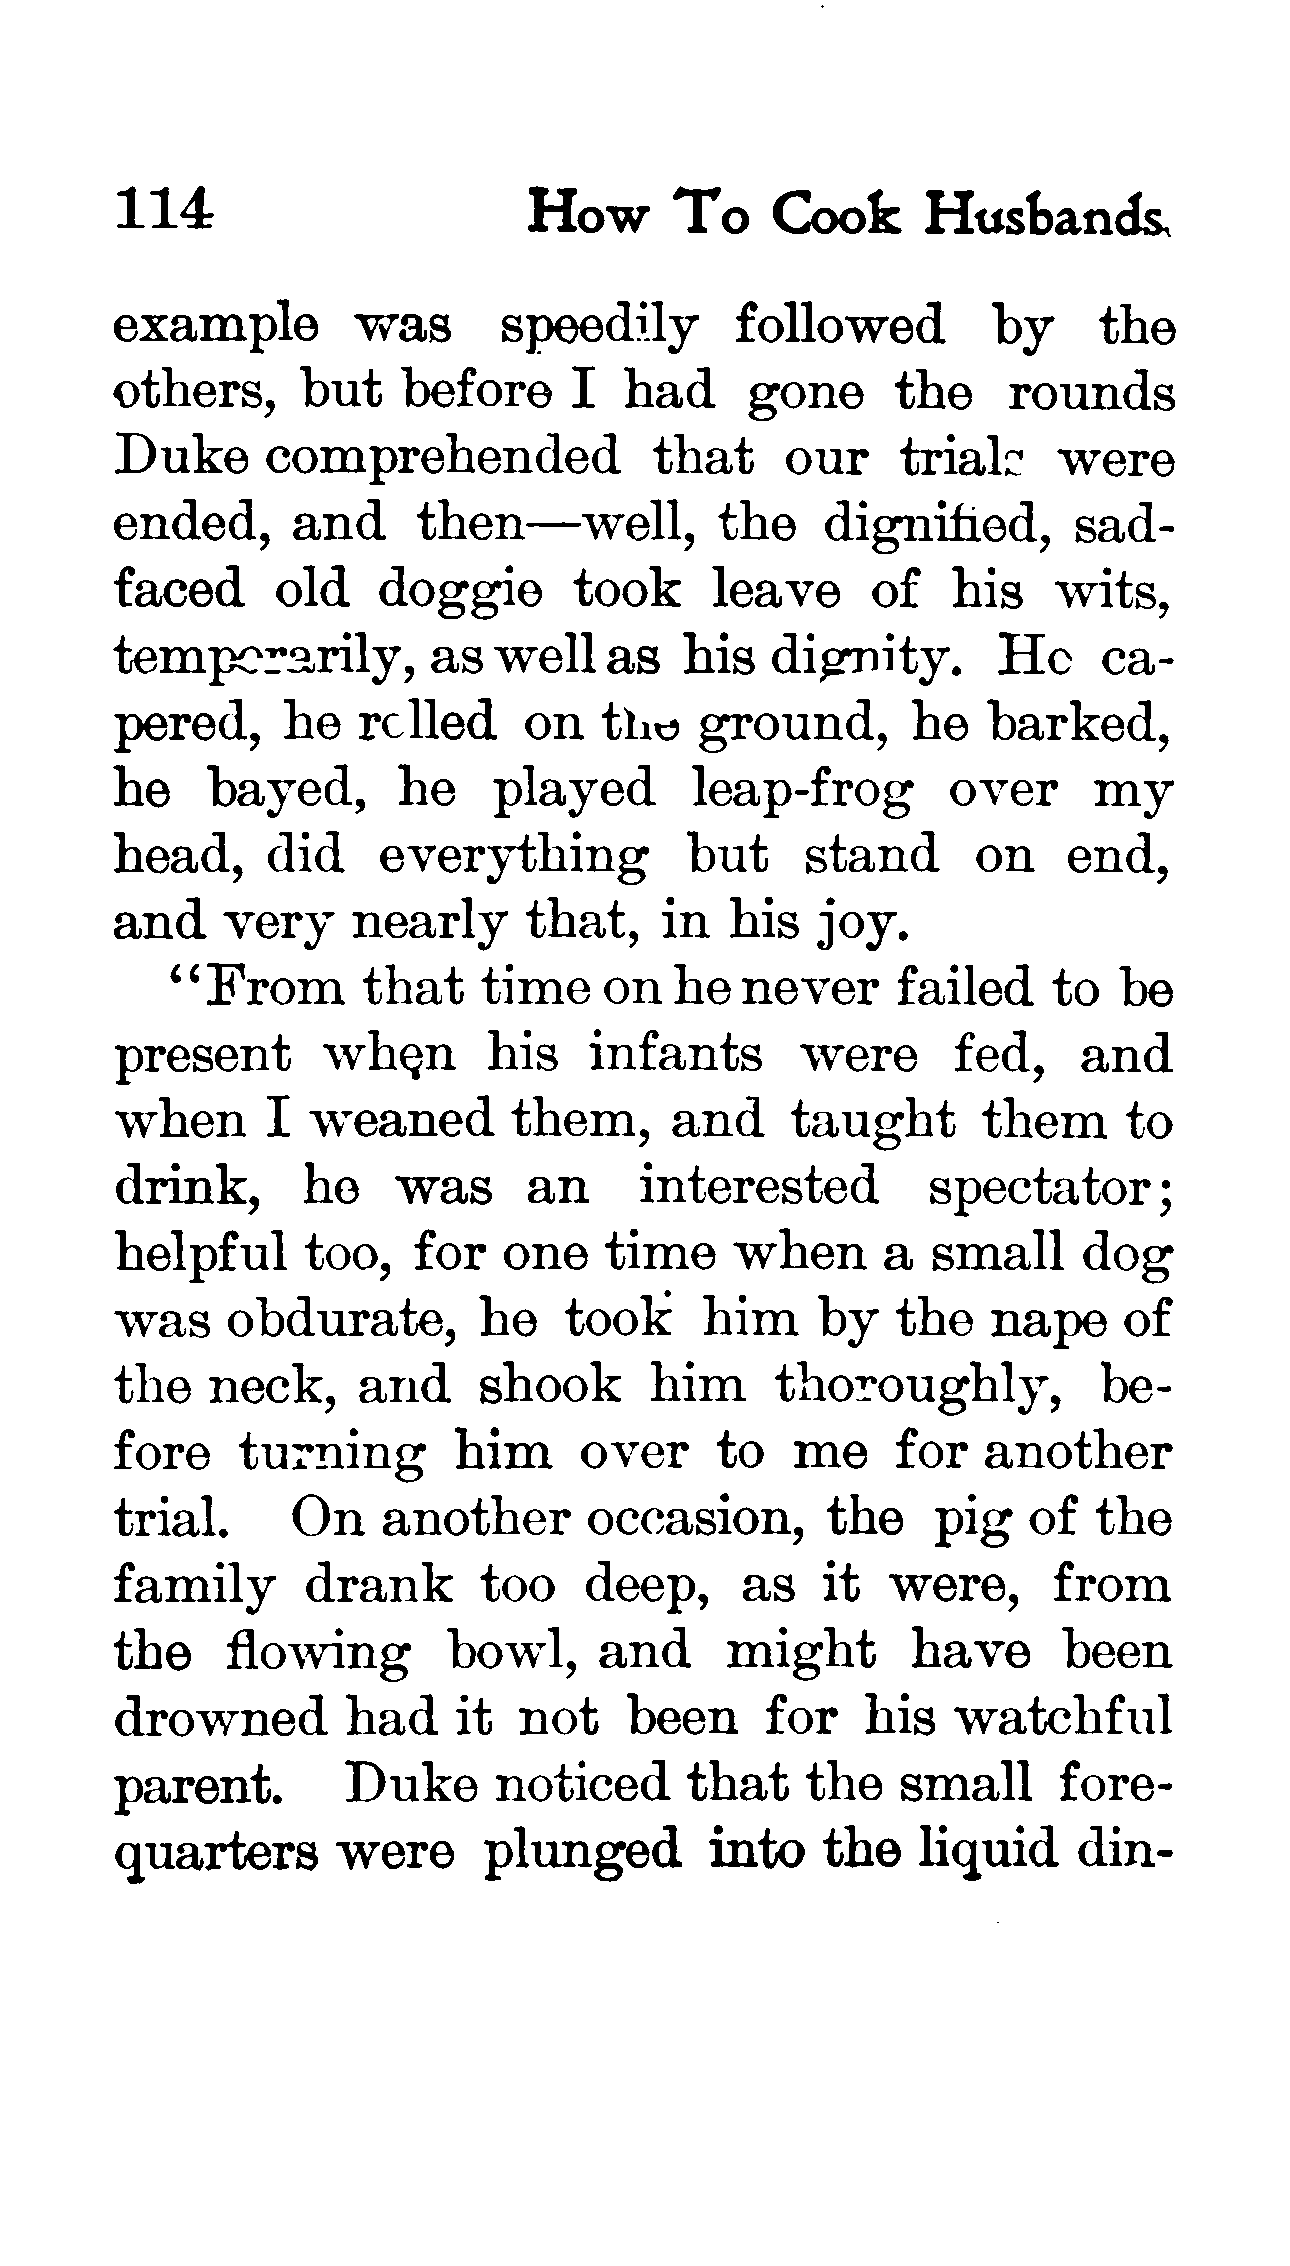 114 How To Cook Husbands.
example was speedily followed by the
others, but before I had gone the rounds
Duke comprehended that our trials were
ended, and then—well, the dignified, sad-
faced old doggie took leave of his wits,
temporarily, as well as his dignity. He ca-
pered, he rolled on the ground, he barked,
he bayed, he played leap-frog over my
head, did everything but stand on end,
and very nearly that, in his joy.
“From that time on he never failed to be
present when his infants were fed, and
when I weaned them, and taught them to
drink, he was an interested spectator;
helpful too, for one time when a small dog
was obdurate, he took him by the nape of
the neck, and shook him thoroughly, be-
fore turning him over to me for another
trial. On another occasion, the pig of the
family drank too deep, as it were, from
the flowing bowl, and might have been
drowned had it not been for his watchful
parent. Duke noticed that the small fore-
quarters were plunged into the liquid din-